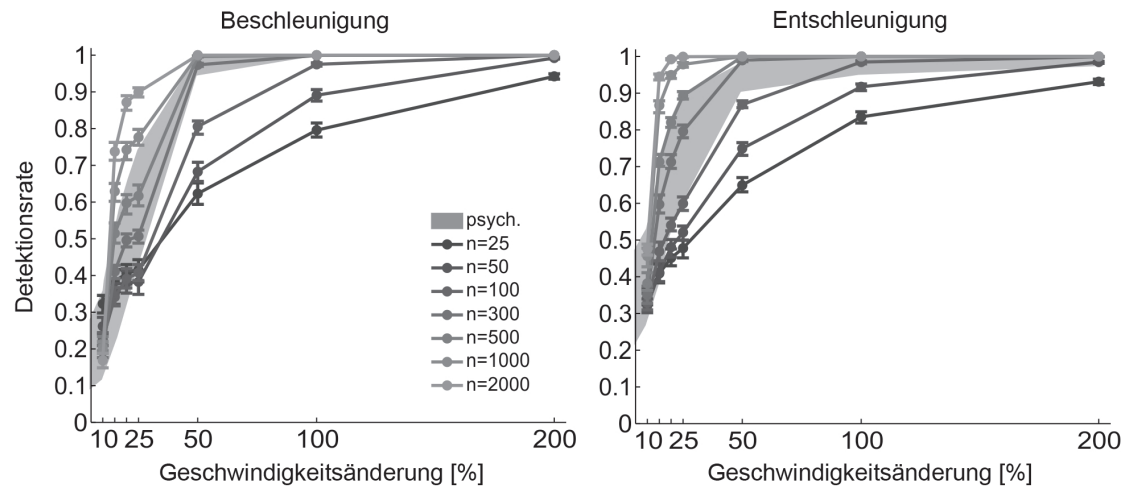 Beschleunigung
Detektionsrate
1
0.9
0.8
0.7
0.6
0.5
0.4
0.3
0.2
0.1
0
10 25 50 100 200
Geschwindigkeitsänderung [%]
psych.
n=25
n=50
n=100
n=300
n=500
n=1000
n=2000
Entschleunigung
1
0.9
0.8
0.7
0.6
0.5
0.4
0.3
0.2
0.1
0
10 25 50 100 200
Geschwindigkeitsänderung [%]